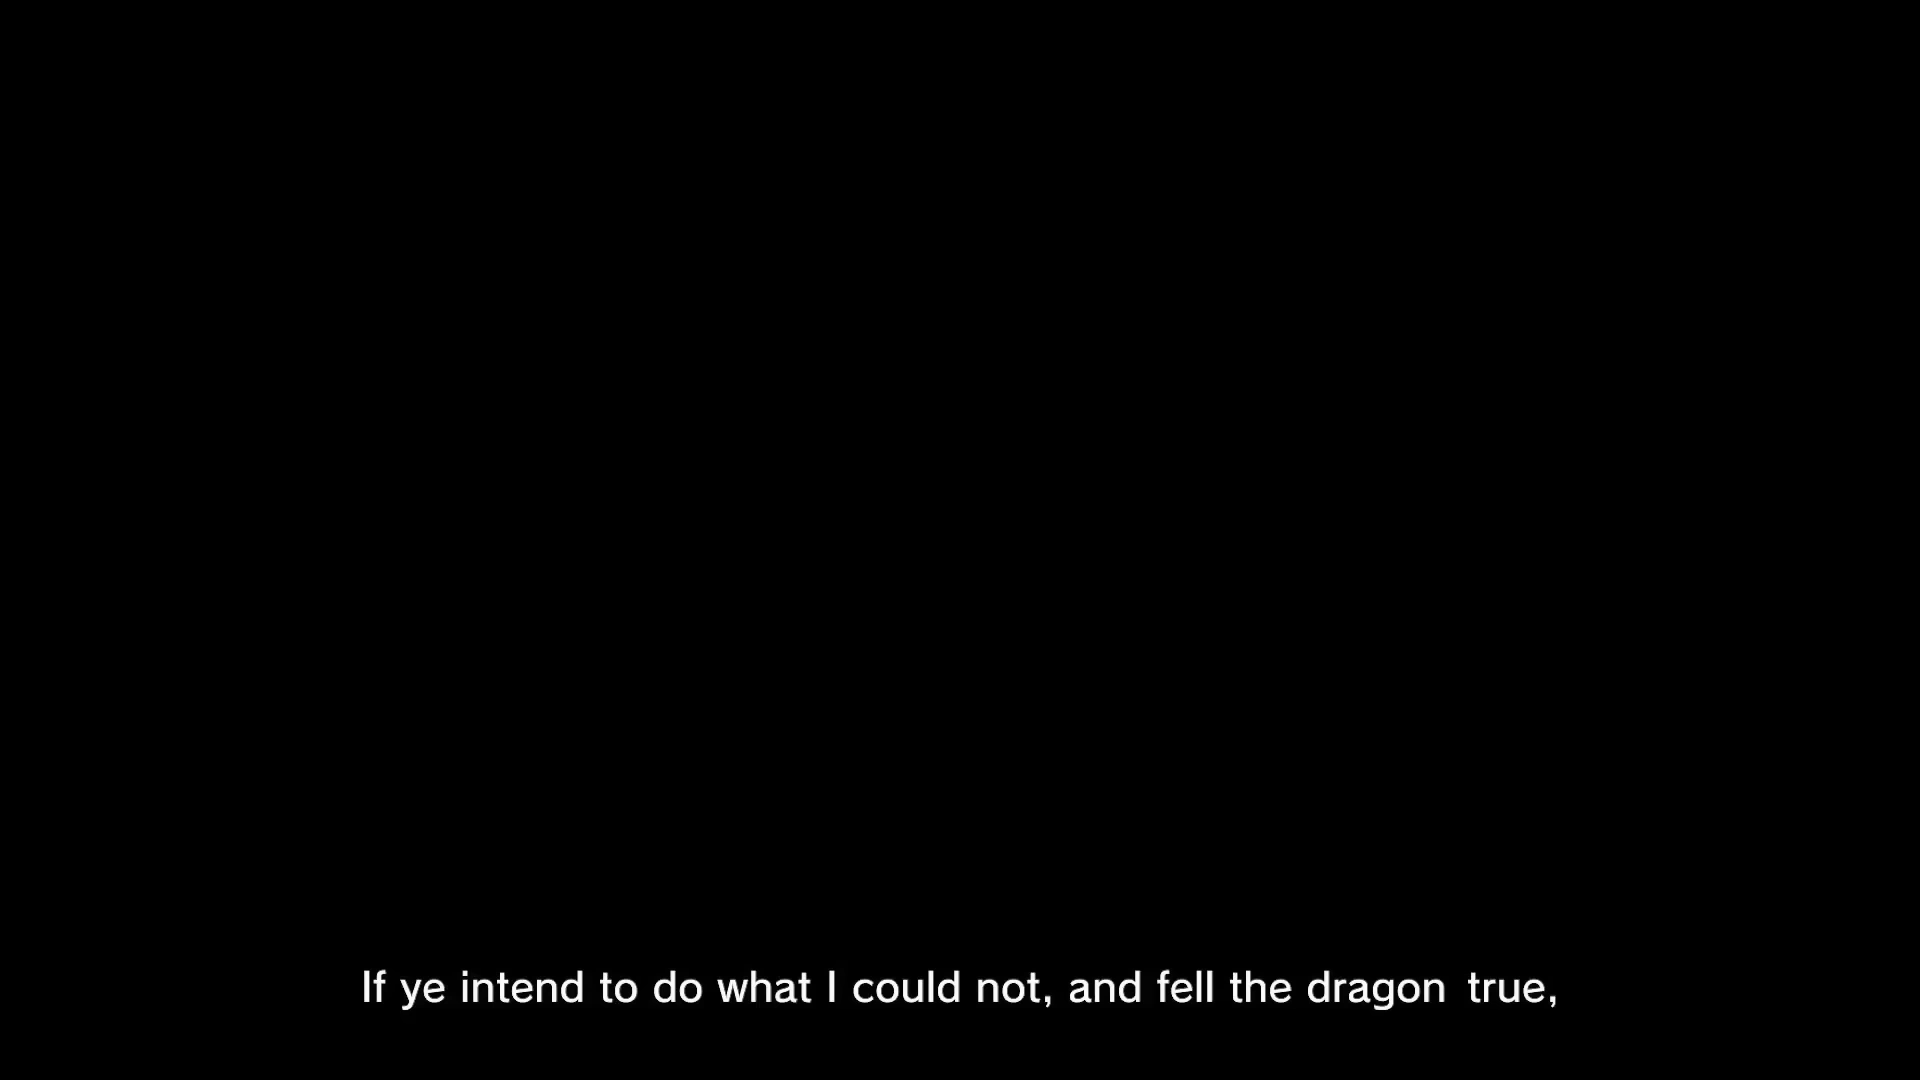 If ye intend to do what I could not, and fell the dragon true,